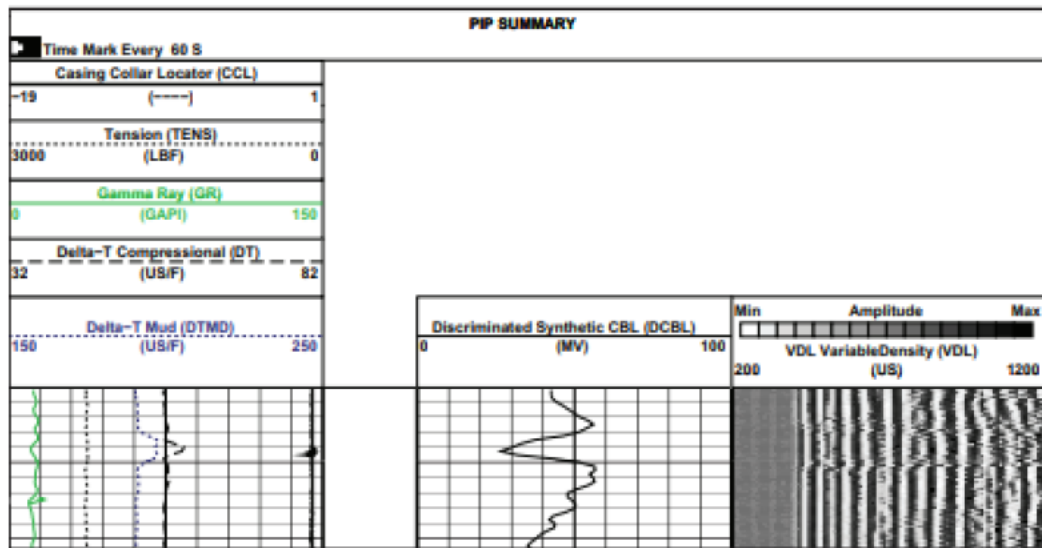 PIP SUMMARY
Time Mark Every 60 S
Casing Collar Locator (CCL)
−19 (−−−−) 1
Tension (TENS)
3000 (LBF) 0
Gamma Ray (GR)
0 (GAPI) 150
Delta−T Compressional (DT)
32 (US/F) 82
Delta−T Mud (DTMD)
150 (US/F) 250
Discriminated Synthetic CBL (DCBL)
0 (MV) 100
Min Amplitude Max
VDL VariableDensity (VDL)
200 (US) 1200